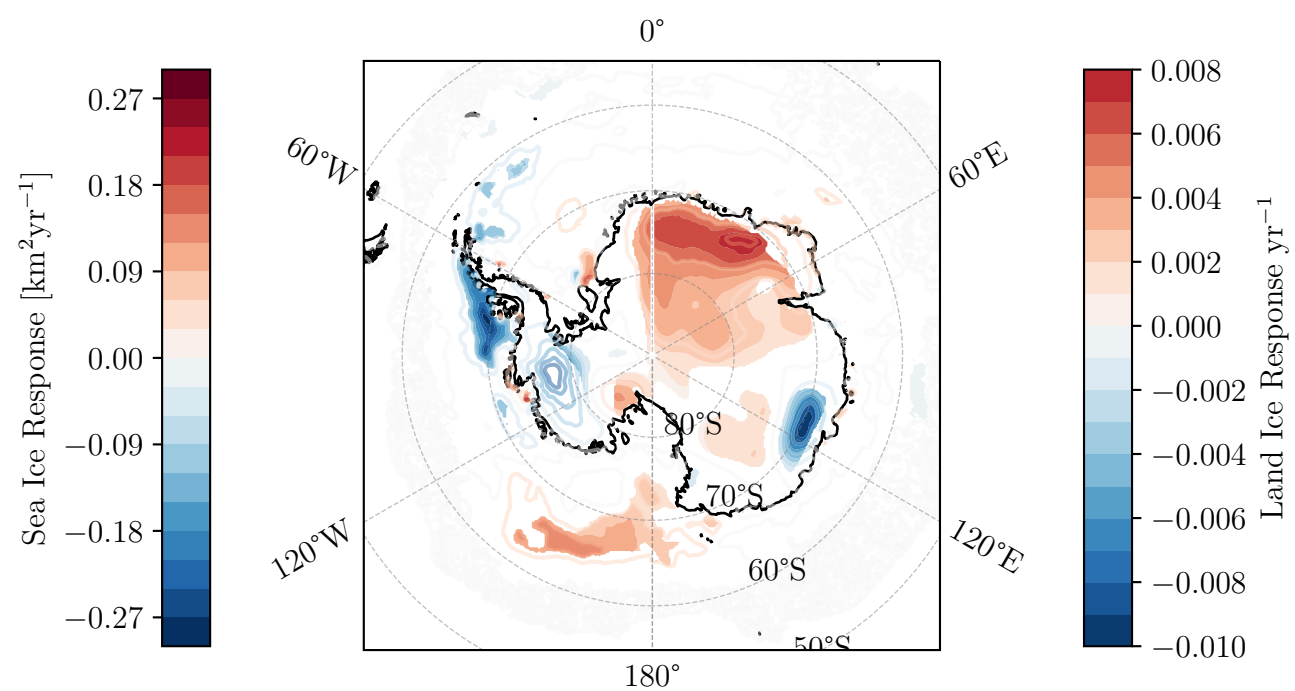 0°
60°W
60°E
120°W
120°E
180°
80°S
70°S
60°S
50°S
Sea Ice Response [km²yr⁻¹]
0.27
0.18
0.09
0.00
−0.09
−0.18
−0.27
Land Ice Response yr⁻¹
0.008
0.006
0.004
0.002
0.000
−0.002
−0.004
−0.006
−0.008
−0.010